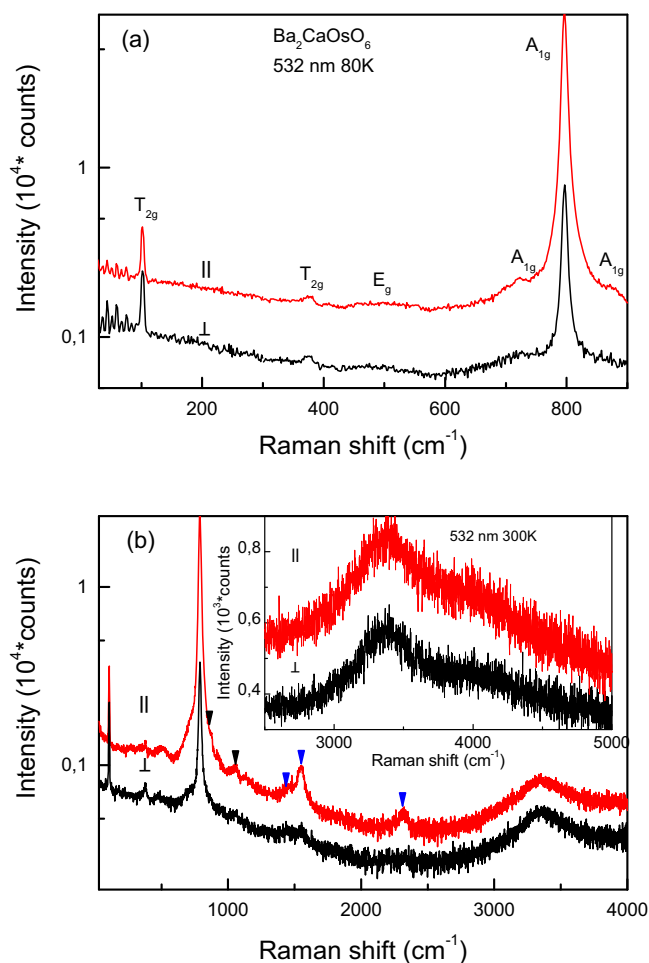 (a)
Ba₂CaOsO₆
532 nm 80K
A₁g
T₂g
||
⊥
T₂g
E_g
A₁g
A₁g
1
0,1
Intensity (10⁴* counts)
200
400
600
800
Raman shift (cm⁻¹)
(b)
532 nm 300K
||
⊥
0.8
0.6
0.4
Intensity (10³*counts)
3000
4000
5000
Raman shift (cm⁻¹)
||
⊥
1
0,1
Intensity (10⁴*counts)
1000
2000
3000
4000
Raman shift (cm⁻¹)